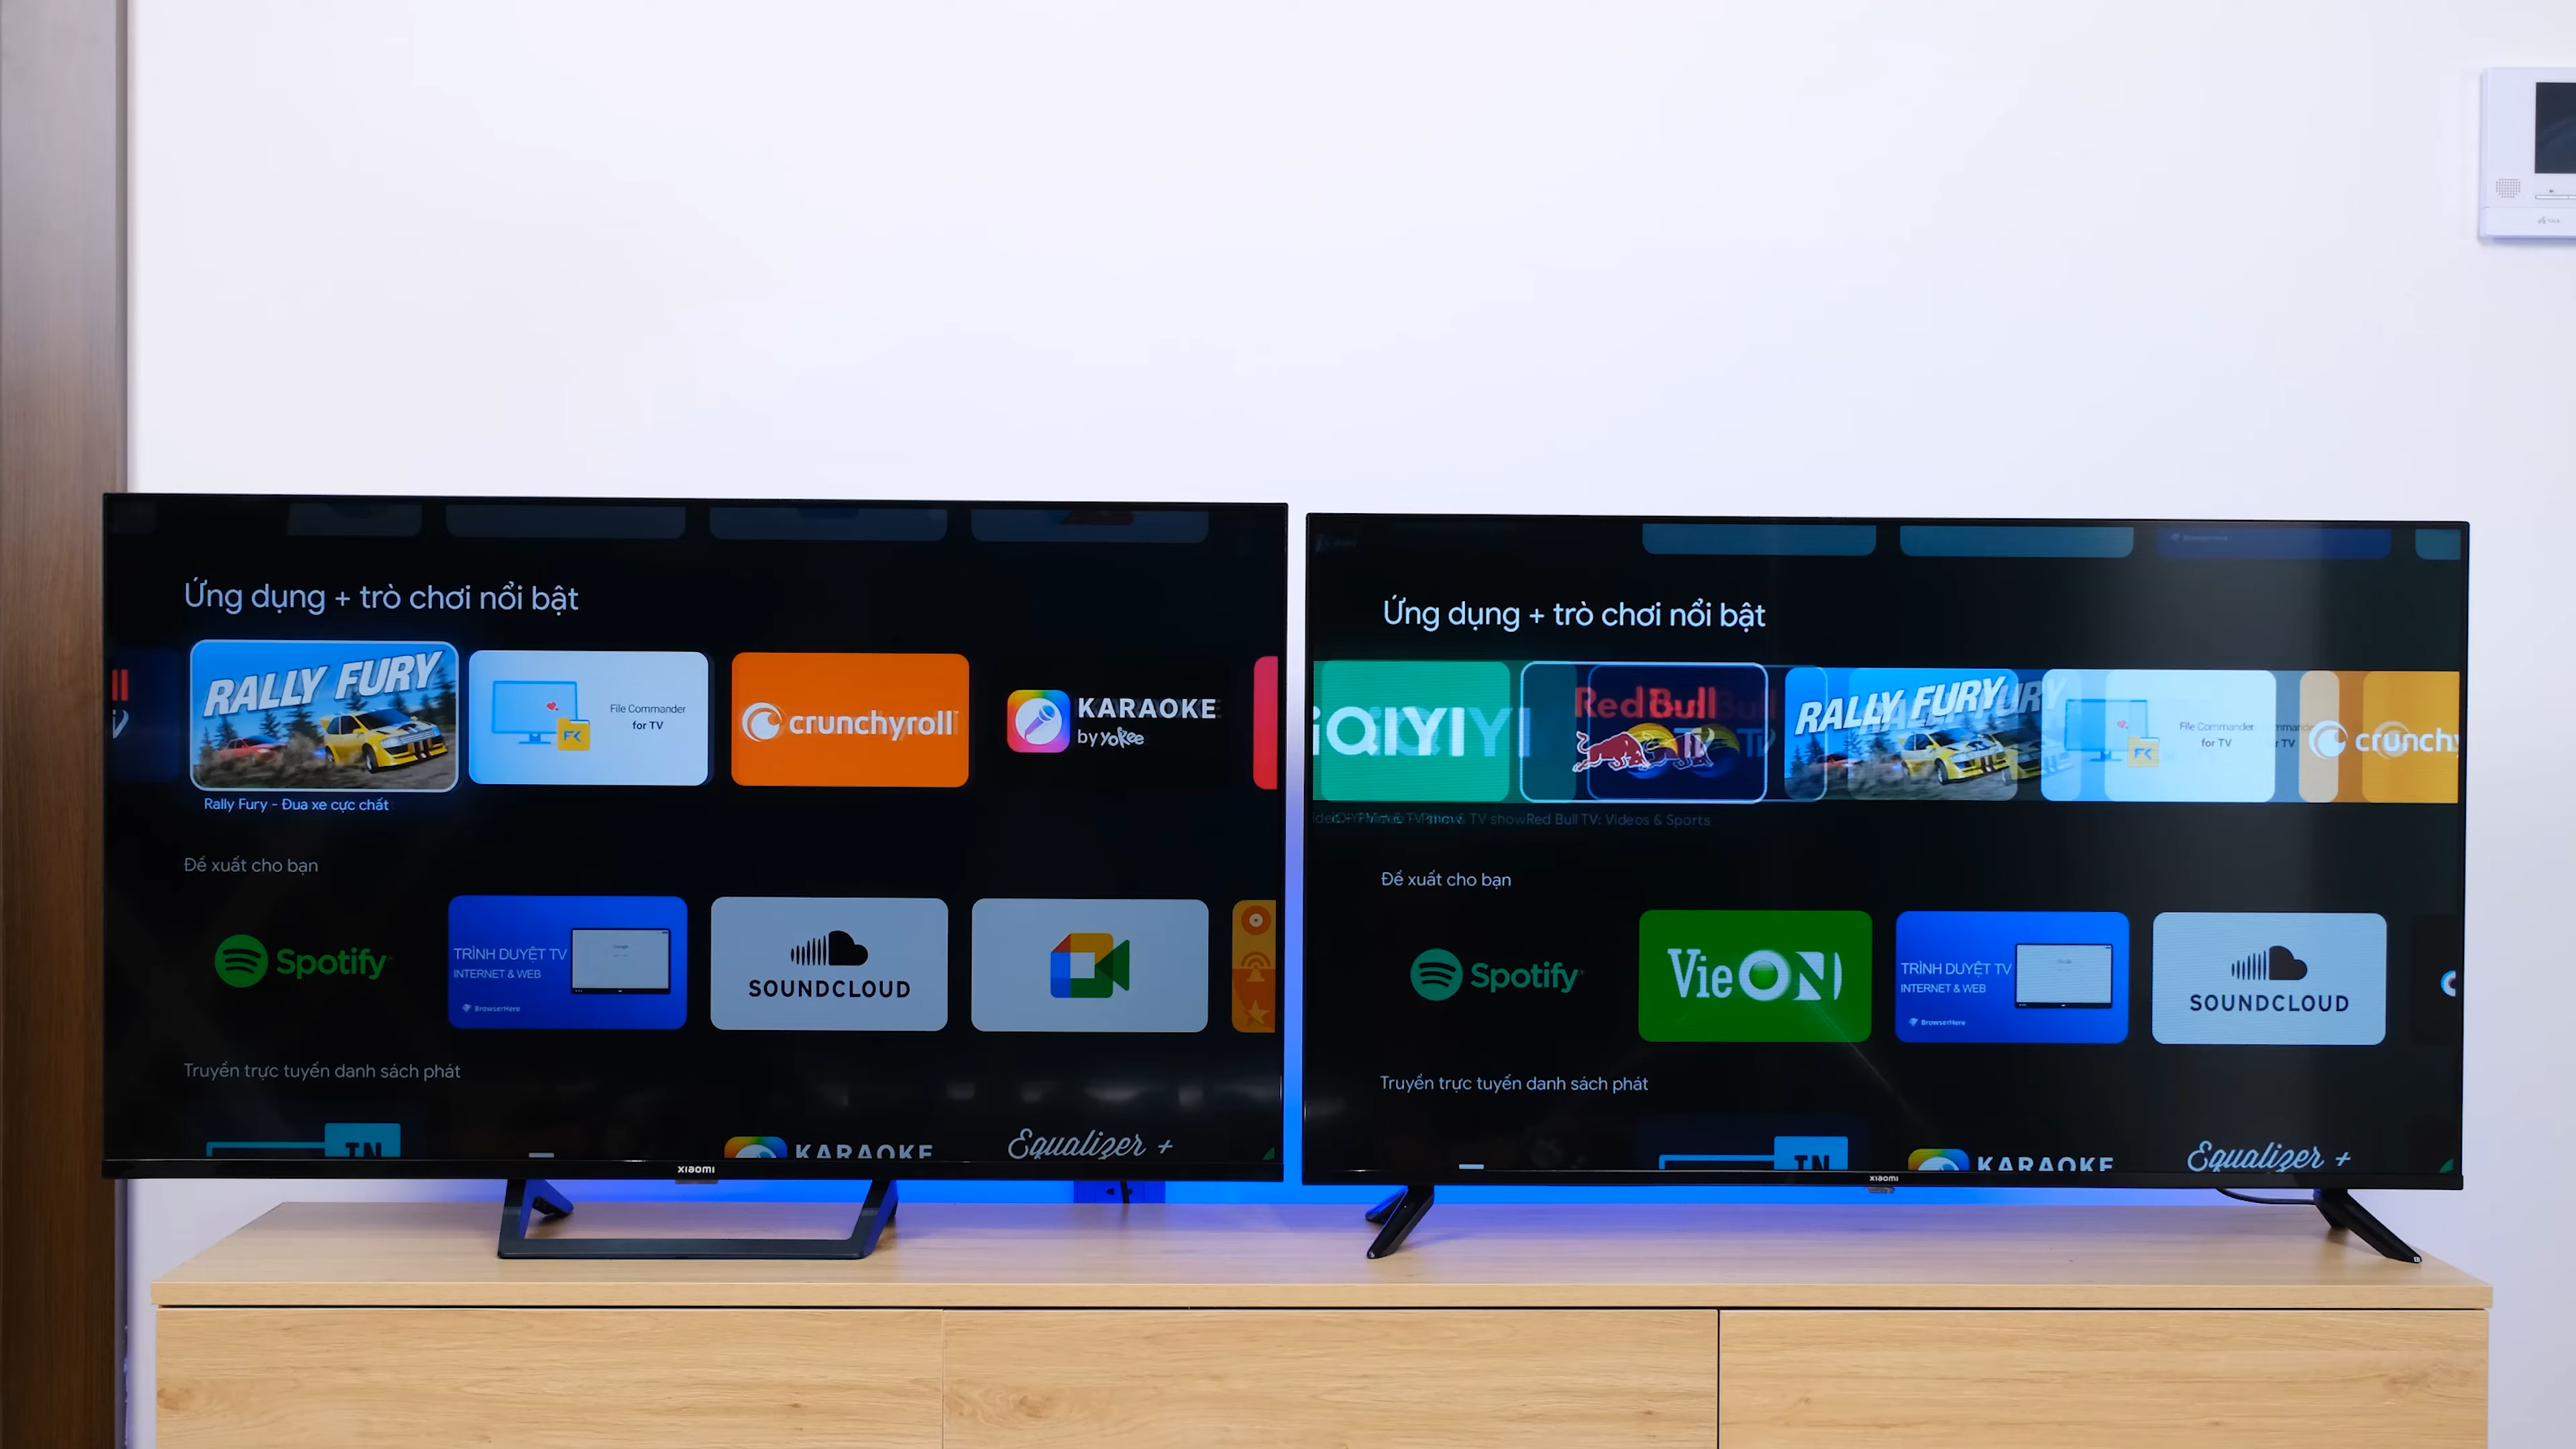 Ứng dụng + trò chơi nổi bật
RALLY FURY
File Commander
for TV
crunchyroll
KARAOKE
by Yokee
Rally Fury - Đua xe cực chất
Đề xuất cho bạn
Spotify
TRÌNH DUYỆT TV
INTERNET & WEB
BrowserHere
SOUNDCLOUD
Truyền trực tuyến danh sách phát
KARAOKE
Equalizer +
xiaomi
Ứng dụng + trò chơi nổi bật
iQIYI
Red Bull
TV
RALLY FURY
File Commander
for TV
crunchy
Red Bull TV: Videos & Sports
Đề xuất cho bạn
Spotify
VieON
TRÌNH DUYỆT TV
INTERNET & WEB
BrowserHere
SOUNDCLOUD
Truyền trực tuyến danh sách phát
KARAOKE
Equalizer +
xiaomi